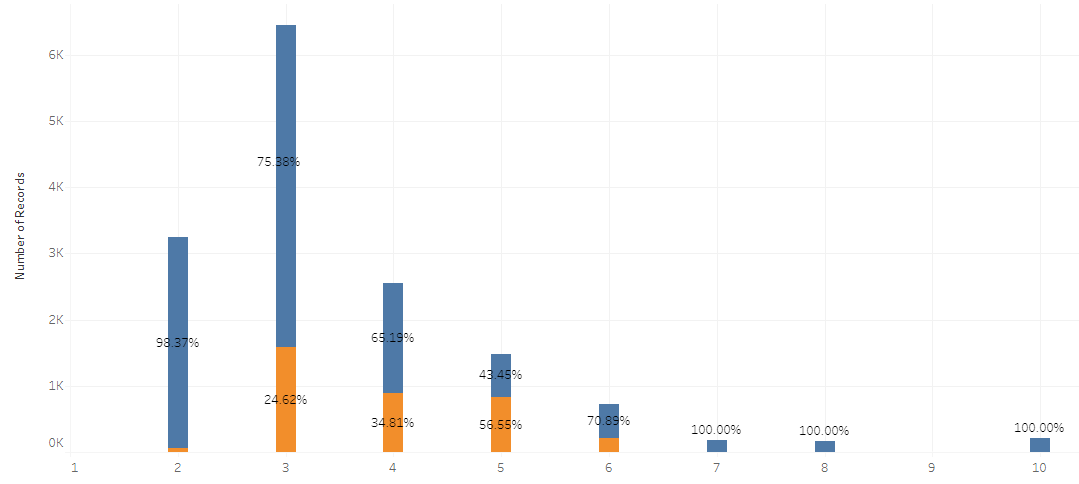 6K
5K
75.38%
4K
Number of Records
3K
98.37%
65.19%
2K
43.45%
1K
24.62%
34.81%
56.55%
70.89%
100.00%
100.00%
100.00%
0K
1 2 3 4 5 6 7 8 9 10